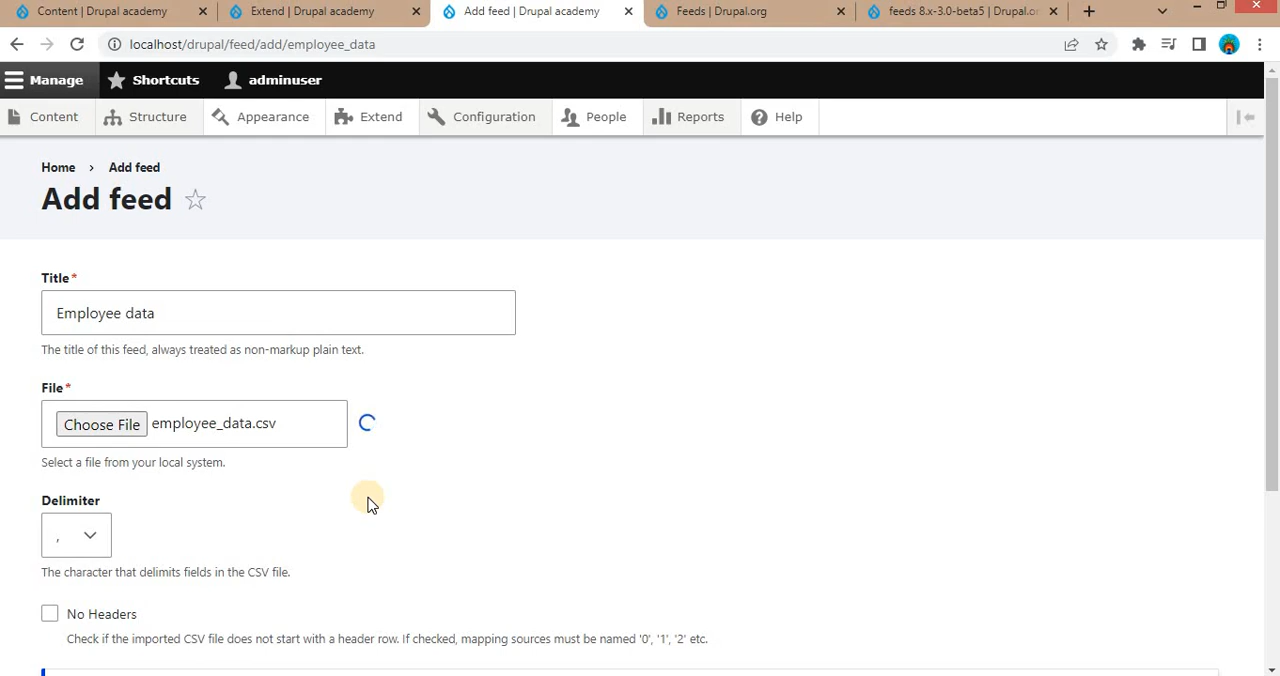 Content | Drupal academy
Extend | Drupal academy
Add feed | Drupal academy
Feeds | Drupal.org
feeds 8.x-3.0-beta5 | Drupal.or
localhost/drupal/feed/add/employee_data
Manage
Shortcuts
adminuser
Content
Structure
Appearance
Extend
Configuration
People
Reports
Help
Home › Add feed
Add feed
Title*
Employee data
The title of this feed, always treated as non-markup plain text.
File*
Choose File employee_data.csv
Select a file from your local system.
Delimiter
,
The character that delimits fields in the CSV file.
No Headers
Check if the imported CSV file does not start with a header row. If checked, mapping sources must be named '0', '1', '2' etc.